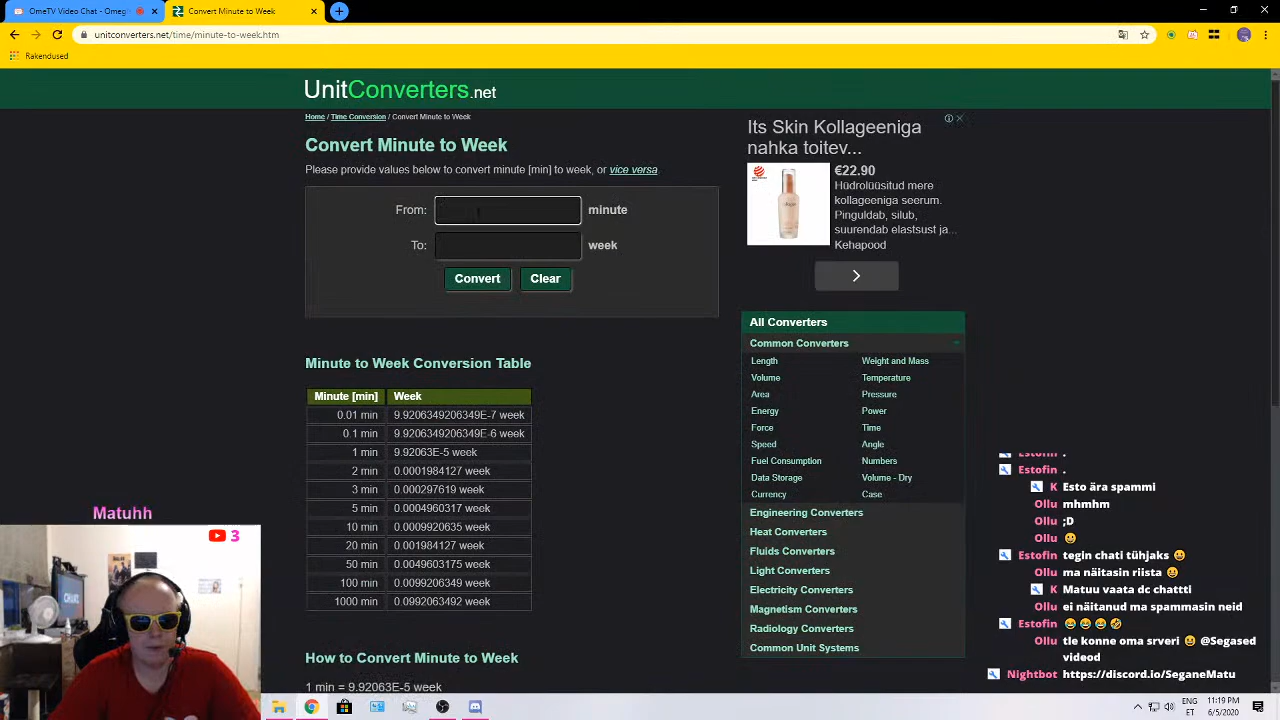 OmeTV Video Chat - Omeg
Convert Minute to Week
unitconverters.net/time/minute-to-week.htm
Rakendused
UnitConverters.net
Home / Time Conversion / Convert Minute to Week
Convert Minute to Week
Please provide values below to convert minute [min] to week, or vice versa.
From:
minute
To:
week
Convert
Clear
Minute to Week Conversion Table
Minute [min] Week
0.01 min 9.9206349206349E-7 week
0.1 min 9.9206349206349E-6 week
1 min 9.92063E-5 week
2 min 0.0001984127 week
3 min 0.000297619 week
5 min 0.0004960317 week
10 min 0.0009920635 week
20 min 0.001984127 week
50 min 0.0049603175 week
100 min 0.0099206349 week
1000 min 0.0992063492 week
How to Convert Minute to Week
1 min = 9.92063E-5 week
Its Skin Kollageeniga
nahka toitev...
€22.90
Hüdrolüüsitud mere
kollageeniga seerum.
Pinguldab, silub,
suurendab elastsust ja...
Kehapood
All Converters
Common Converters
Length Weight and Mass
Volume Temperature
Area Pressure
Energy Power
Force Time
Speed Angle
Fuel Consumption Numbers
Data Storage Volume - Dry
Currency Case
Engineering Converters
Heat Converters
Fluids Converters
Light Converters
Electricity Converters
Magnetism Converters
Radiology Converters
Common Unit Systems
Estofin .
Estofin .
K Esto ära spammi
Ollu mhmhm
Ollu ;D
Ollu 😀
Estofin tegin chati tühjaks 😀
Ollu ma näitasin riista 😀
K Matuu vaata dc chattti
Ollu ei näitanud ma spammasin neid
Estofin 😂😂😂🤣
Ollu tle konne oma srveri 😀 @Segased
videod
Nightbot https://discord.io/SeganeMatu
Matuhh
3
ET
11:19 PM
6/5/2020